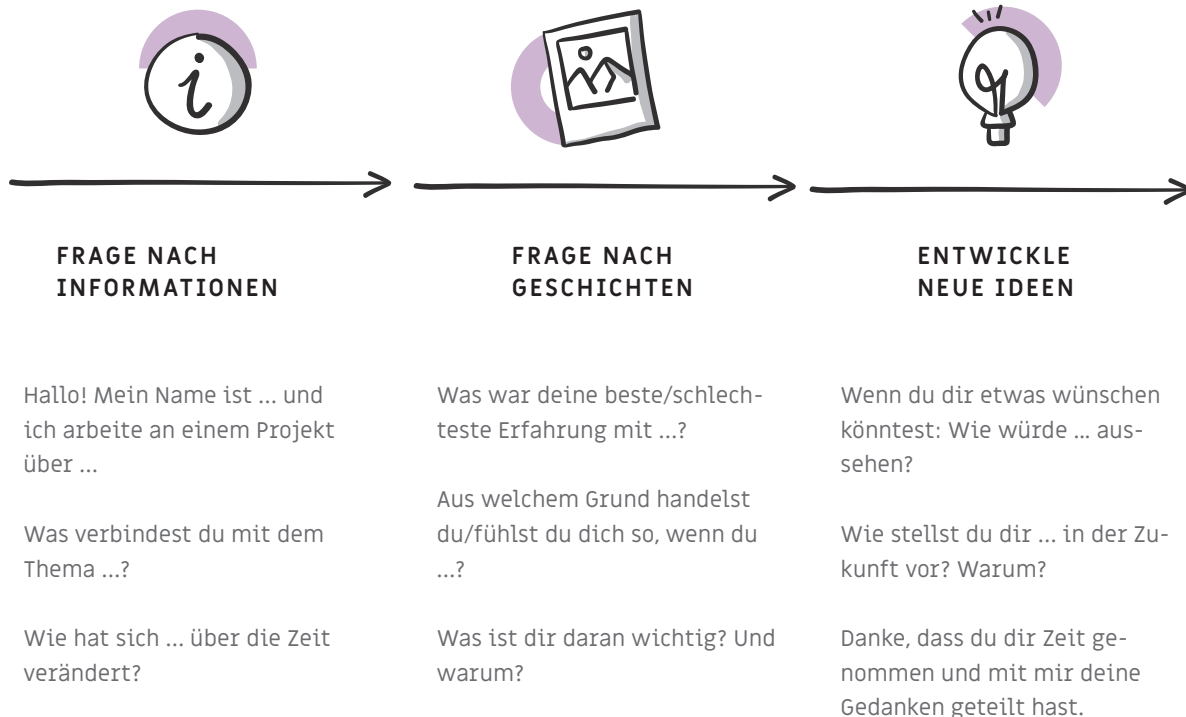 FRAGE NACH
INFORMATIONEN
Hallo! Mein Name ist ... und
ich arbeite an einem Projekt
über ...
Was verbindest du mit dem
Thema ...?
Wie hat sich ... über die Zeit
verändert?
FRAGE NACH
GESCHICHTEN
Was war deine beste/schlech-
teste Erfahrung mit ...?
Aus welchem Grund handelst
du/fühlst du dich so, wenn du
...?
Was ist dir daran wichtig? Und
warum?
ENTWICKLE
NEUE IDEEN
Wenn du dir etwas wünschen
könntest: Wie würde ... aus-
sehen?
Wie stellst du dir ... in der Zu-
kunft vor? Warum?
Danke, dass du dir Zeit ge-
nommen und mit mir deine
Gedanken geteilt hast.